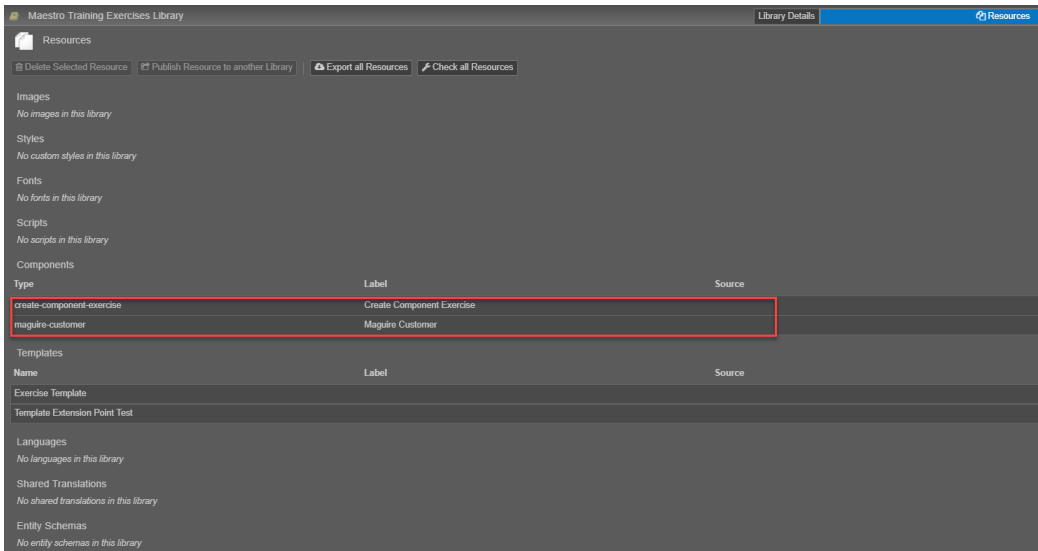 Maestro Training Exercises Library Library Details Resources
Resources
Delete Selected Resource Publish Resource to another Library Export all Resources Check all Resources
Images
No images in this library
Styles
No custom styles in this library
Fonts
No fonts in this library
Scripts
No scripts in this library
Components
Type Label Source
create-component-exercise Create Component Exercise
maguire-customer Maguire Customer
Templates
Name Label Source
Exercise Template
Template Extension Point Test
Languages
No languages in this library
Shared Translations
No shared translations in this library
Entity Schemas
No entity schemas in this library